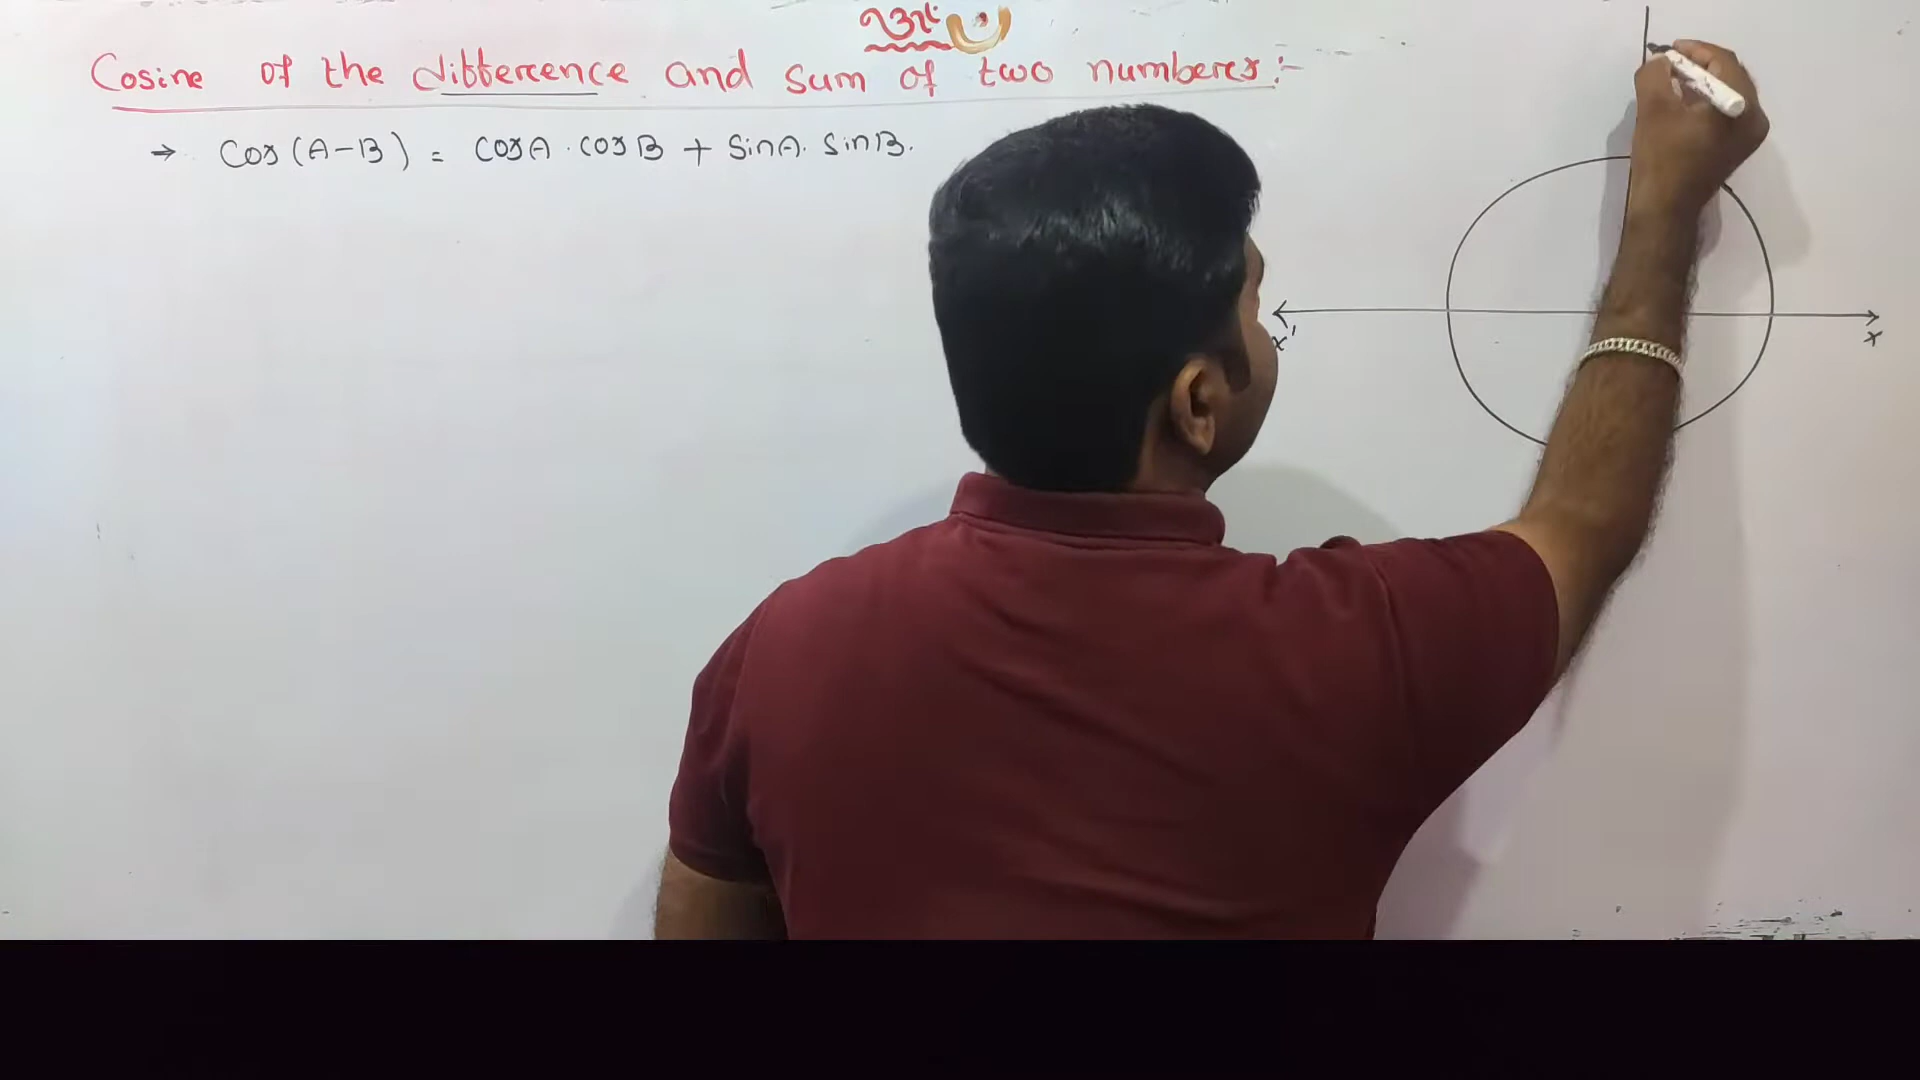 Cosine of the difference and sum of two numbers :-
→ Cos (A-B) = CosA . cosB + SinA. SinB.
x'
x